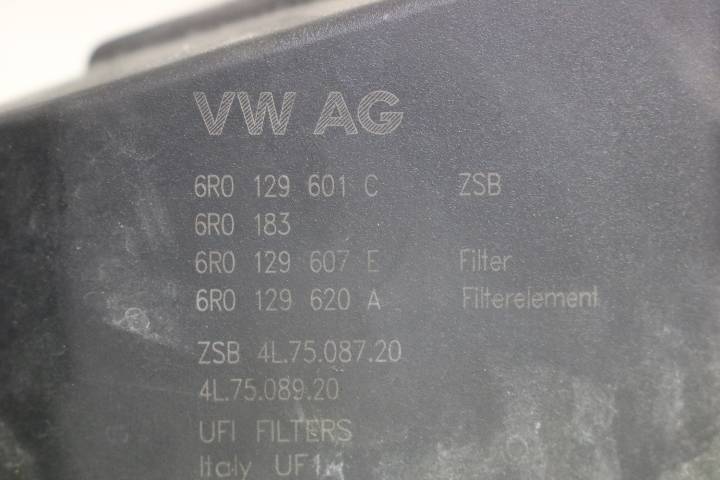 VW AG
6R0 129 601 C ZSB
6R0 183
6R0 129 607 E Filter
6R0 129 620 A Filterelement
ZSB 4L.75.087.20
4L.75.089.20
UFI FILTERS
Italy